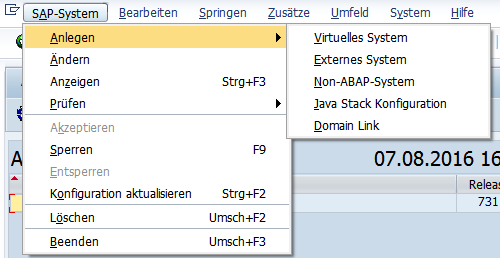 SAP-System Bearbeiten Springen Zusätze Umfeld System Hilfe
Anlegen
Ändern
Anzeigen Strg+F3
Prüfen
Akzeptieren
Sperren F9
Entsperren
Konfiguration aktualisieren Strg+F2
Löschen Umsch+F2
Beenden Umsch+F3
Virtuelles System
Externes System
Non-ABAP-System
Java Stack Konfiguration
Domain Link
07.08.2016 16
Releas
731